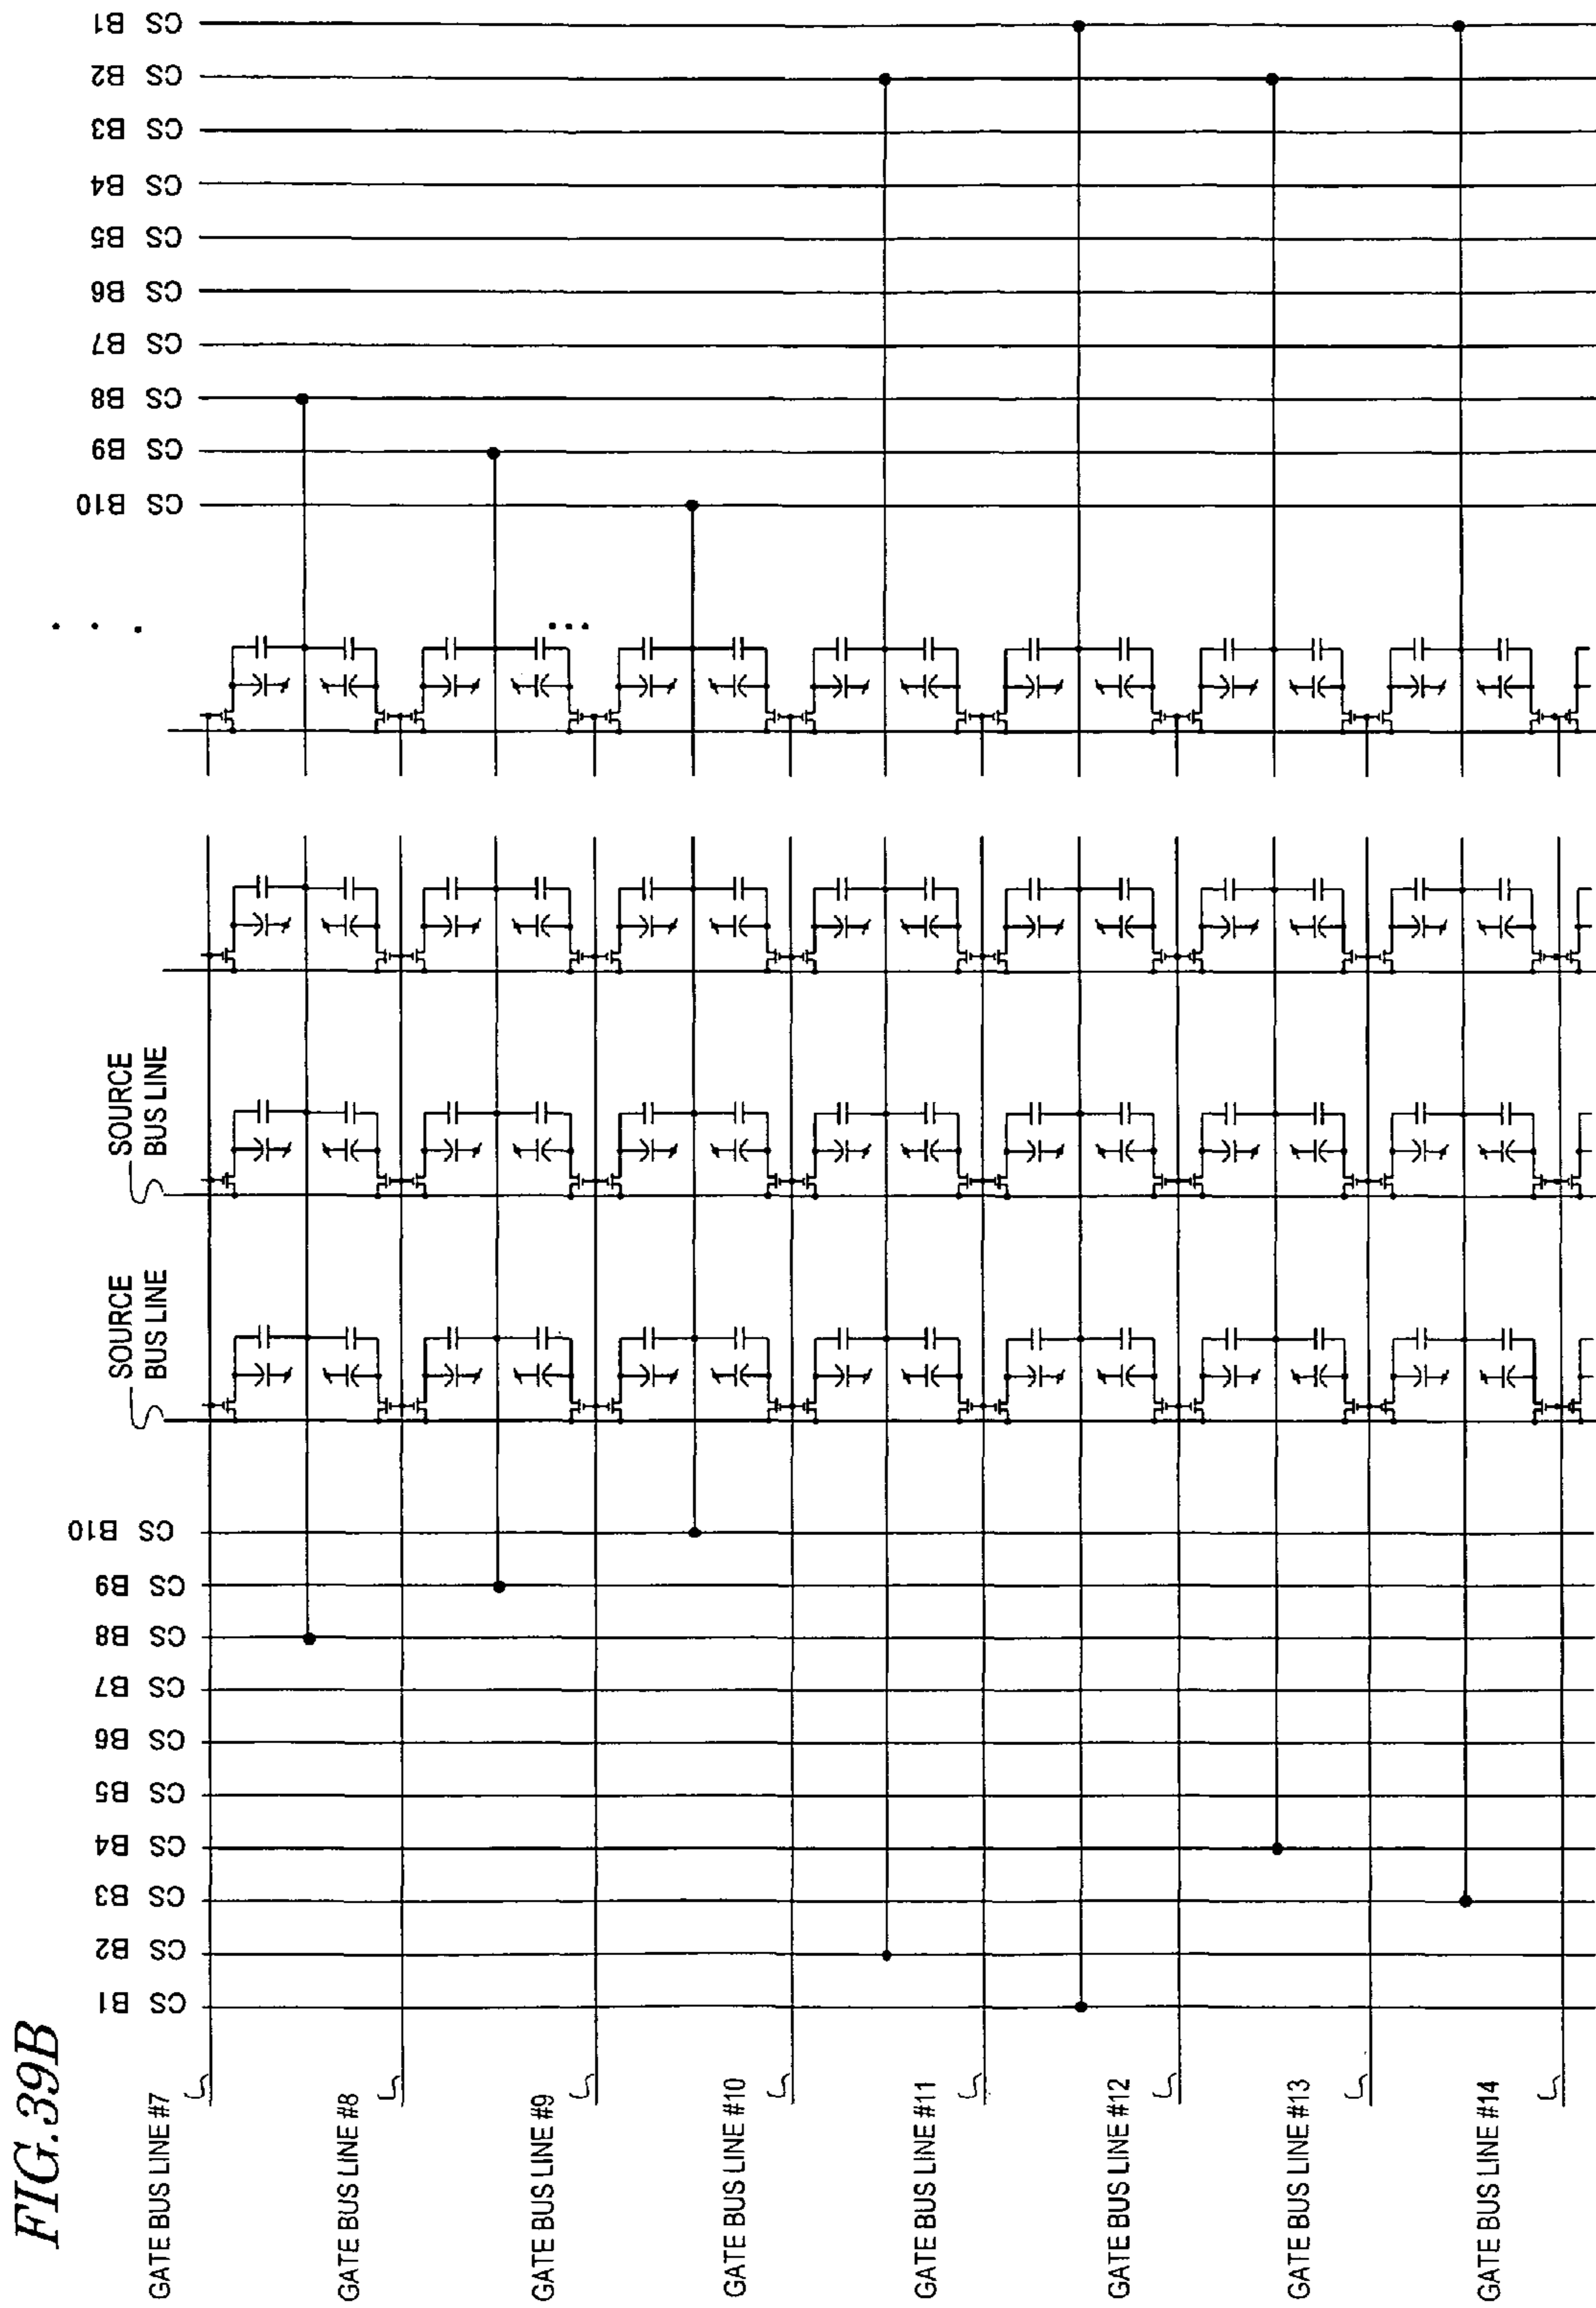 FIG.39B
CS B1
CS B2
CS B3
CS B4
CS B5
CS B6
CS B7
CS B8
CS B9
CS B10
SOURCE
BUS LINE
SOURCE
BUS LINE
CS B10
CS B9
CS B8
CS B7
CS B6
CS B5
CS B4
CS B3
CS B2
CS B1
GATE BUS LINE #7
GATE BUS LINE #8
GATE BUS LINE #9
GATE BUS LINE #10
GATE BUS LINE #11
GATE BUS LINE #12
GATE BUS LINE #13
GATE BUS LINE #14